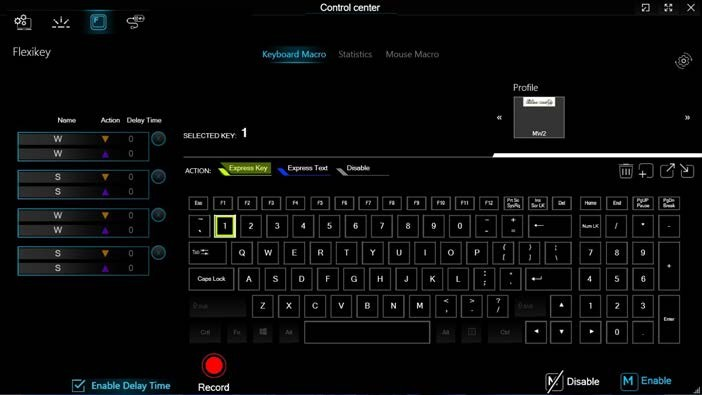 Control center
Flexikey
Keyboard Macro Statistics Mouse Macro
Profile
MW2
Name Action Delay Time
W 0
W 0
S 0
S 0
W 0
W 0
S 0
S 0
SELECTED KEY: 1
ACTION: Express Key Express Text Disable
Esc F1 F2 F3 F4 F5 F6 F7 F8 F9 F10 F11 F12 Prt Sc SysRq Ins Scr LK Del Home End PgUP Pause PgDn Break
~ ` 1 2 3 4 5 6 7 8 9 0 - + = ← Num LK / * -
Tab Q W E R T Y U I O P { [ } ] | \ 7 8 9 +
Caps Lock A S D F G H J K L : ; 4 5 6
Z X C V B N M < , > . ? / ▲ 1 2 3 Enter
Ctrl Fn Alt Alt Ctrl ◄ ▼ ► 0 .
Enable Delay Time
Record
M Disable
M Enable